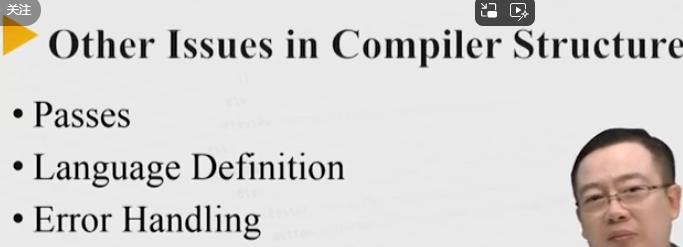 关注
Other Issues in Compiler Structure
• Passes
• Language Definition
• Error Handling